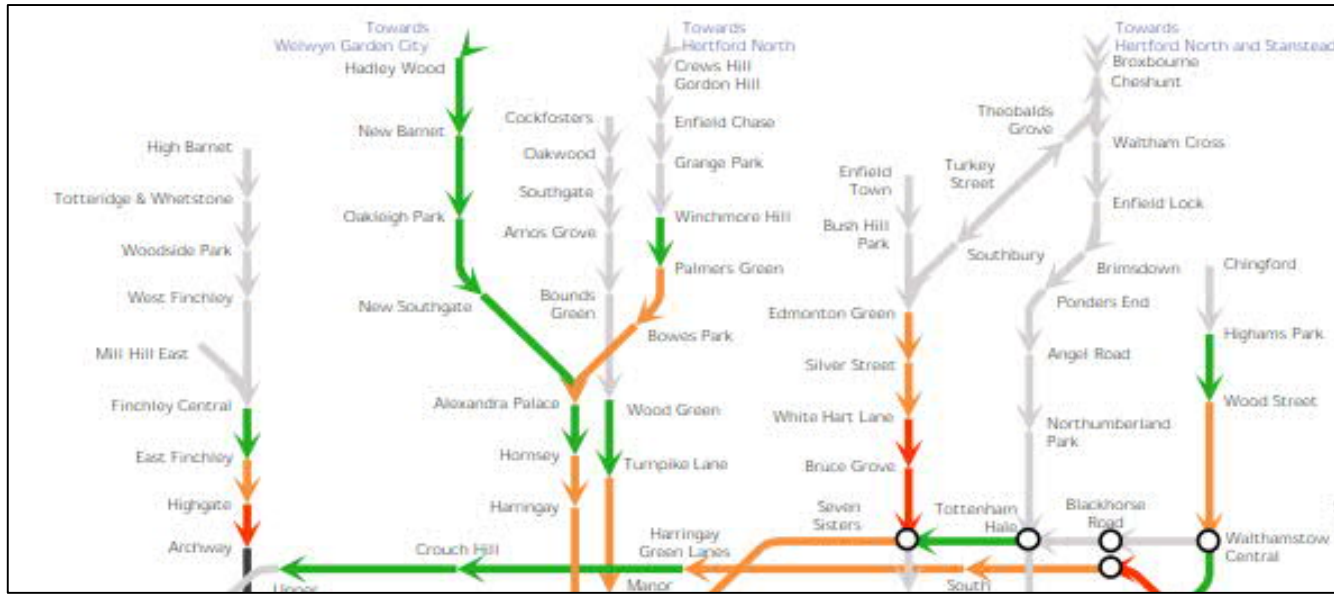 Towards
Welwyn Garden City
Towards
Hertford North
Towards
Hertford North and Stanstead
Hadley Wood
Crews Hill
Gordon Hill
Broxbourne
Cheshunt
Cockfosters
Enfield Chase
Theobalds
Grove
New Barnet
High Barnet
Oakwood
Grange Park
Waltham Cross
Enfield
Town
Turkey
Street
Totteridge & Whetstone
Southgate
Oakleigh Park
Winchmore Hill
Enfield Lock
Arnos Grove
Bush Hill
Park
Woodside Park
Southbury
Palmers Green
Brimsdown
Chingford
West Finchley
New Southgate
Bounds
Green
Ponders End
Edmonton Green
Bowes Park
Highams Park
Mill Hill East
Angel Road
Silver Street
Finchley Central
Alexandra Palace
Wood Green
White Hart Lane
Wood Street
Northumberland
Park
East Finchley
Hornsey
Turnpike Lane
Bruce Grove
Highgate
Harringay
Seven
Sisters
Tottenham
Hale
Blackhorse
Road
Archway
Crouch Hill
Harringay
Green Lanes
Walthamstow
Central
Upper
Manor
South